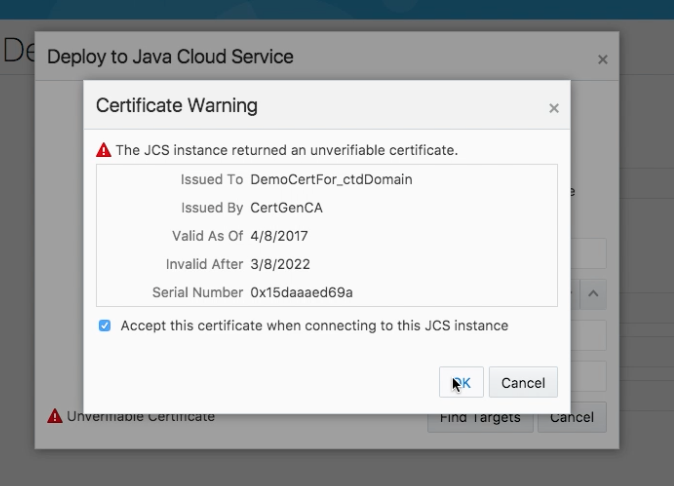 De
Deploy to Java Cloud Service
Certificate Warning
The JCS instance returned an unverifiable certificate.
Issued To DemoCertFor_ctdDomain
Issued By CertGenCA
Valid As Of 4/8/2017
Invalid After 3/8/2022
Serial Number 0x15daaaed69a
Accept this certificate when connecting to this JCS instance
OK Cancel
Unverifiable Certificate Find Targets Cancel